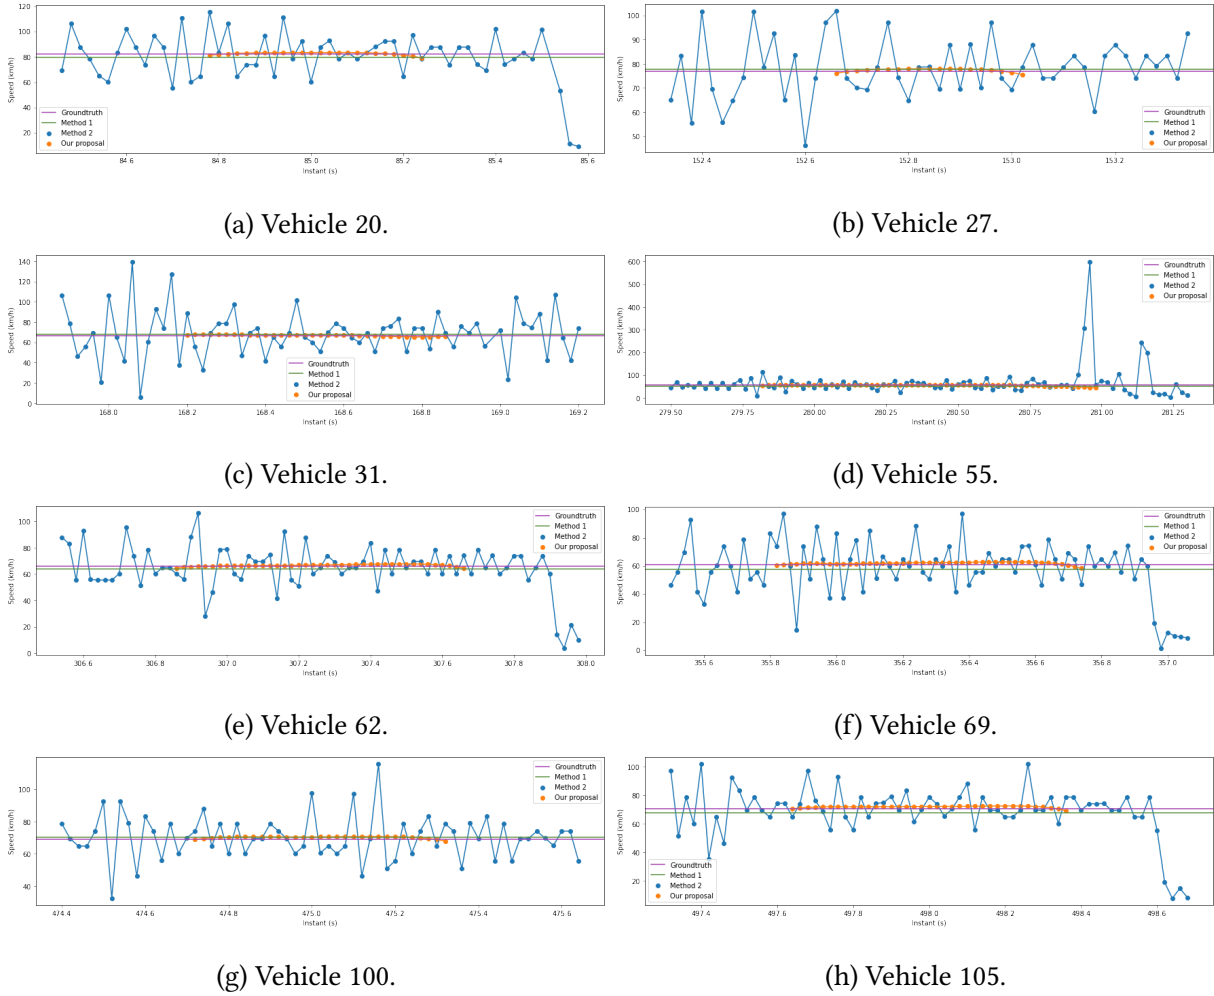 120
100
80
60
40
20
Speed (km/h)
Groundtruth
Method 1
Method 2
Our proposal
84.6
84.8
85.0
85.2
85.4
85.6
Instant (s)
(a) Vehicle 20.
100
90
80
70
60
50
Speed (km/h)
Groundtruth
Method 1
Method 2
Our proposal
152.4
152.6
152.8
153.0
153.2
Instant (s)
(b) Vehicle 27.
140
120
100
80
60
40
20
0
Speed (km/h)
Groundtruth
Method 1
Method 2
Our proposal
168.0
168.2
168.4
168.6
168.8
169.0
169.2
Instant (s)
(c) Vehicle 31.
600
500
400
300
200
100
0
Speed (km/h)
Groundtruth
Method 1
Method 2
Our proposal
279.50
279.75
280.00
280.25
280.50
280.75
281.00
281.25
Instant (s)
(d) Vehicle 55.
100
80
60
40
20
0
Speed (km/h)
Groundtruth
Method 1
Method 2
Our proposal
306.6
306.8
307.0
307.2
307.4
307.6
307.8
308.0
Instant (s)
(e) Vehicle 62.
100
80
60
40
20
0
Speed (km/h)
Groundtruth
Method 1
Method 2
Our proposal
355.6
355.8
356.0
356.2
356.4
356.6
356.8
357.0
Instant (s)
(f) Vehicle 69.
100
80
60
40
Speed (km/h)
Groundtruth
Method 1
Method 2
Our proposal
474.4
474.6
474.8
475.0
475.2
475.4
475.6
Instant (s)
(g) Vehicle 100.
100
80
60
40
20
Speed (km/h)
Groundtruth
Method 1
Method 2
Our proposal
497.4
497.6
497.8
498.0
498.2
498.4
498.6
Instant (s)
(h) Vehicle 105.